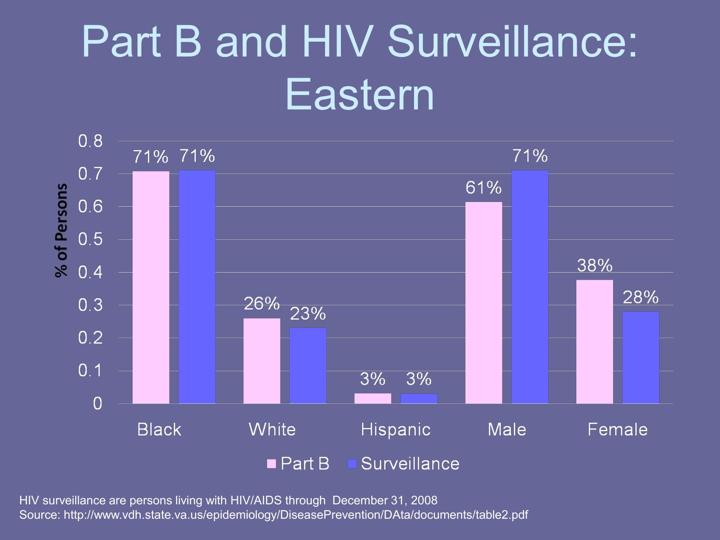 Part B and HIV Surveillance:
Eastern
% of Persons
0.8
0.7
0.6
0.5
0.4
0.3
0.2
0.1
0
71% 71%
26% 23%
3% 3%
61% 71%
38% 28%
Black White Hispanic Male Female
Part B Surveillance
HIV surveillance are persons living with HIV/AIDS through December 31, 2008
Source: http://www.vdh.state.va.us/epidemiology/DiseasePrevention/DAta/documents/table2.pdf